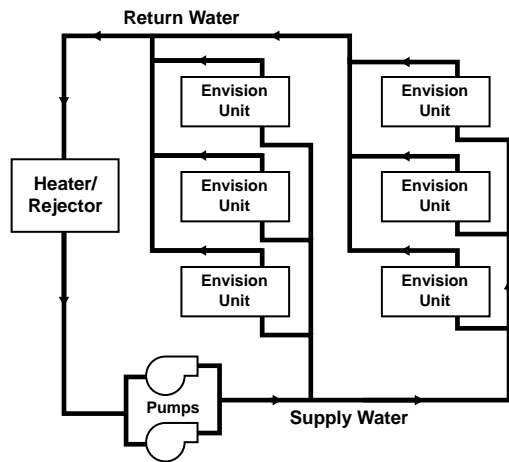 Return Water
Envision
Unit
Envision
Unit
Heater/
Rejector
Envision
Unit
Envision
Unit
Envision
Unit
Envision
Unit
Pumps
Supply Water